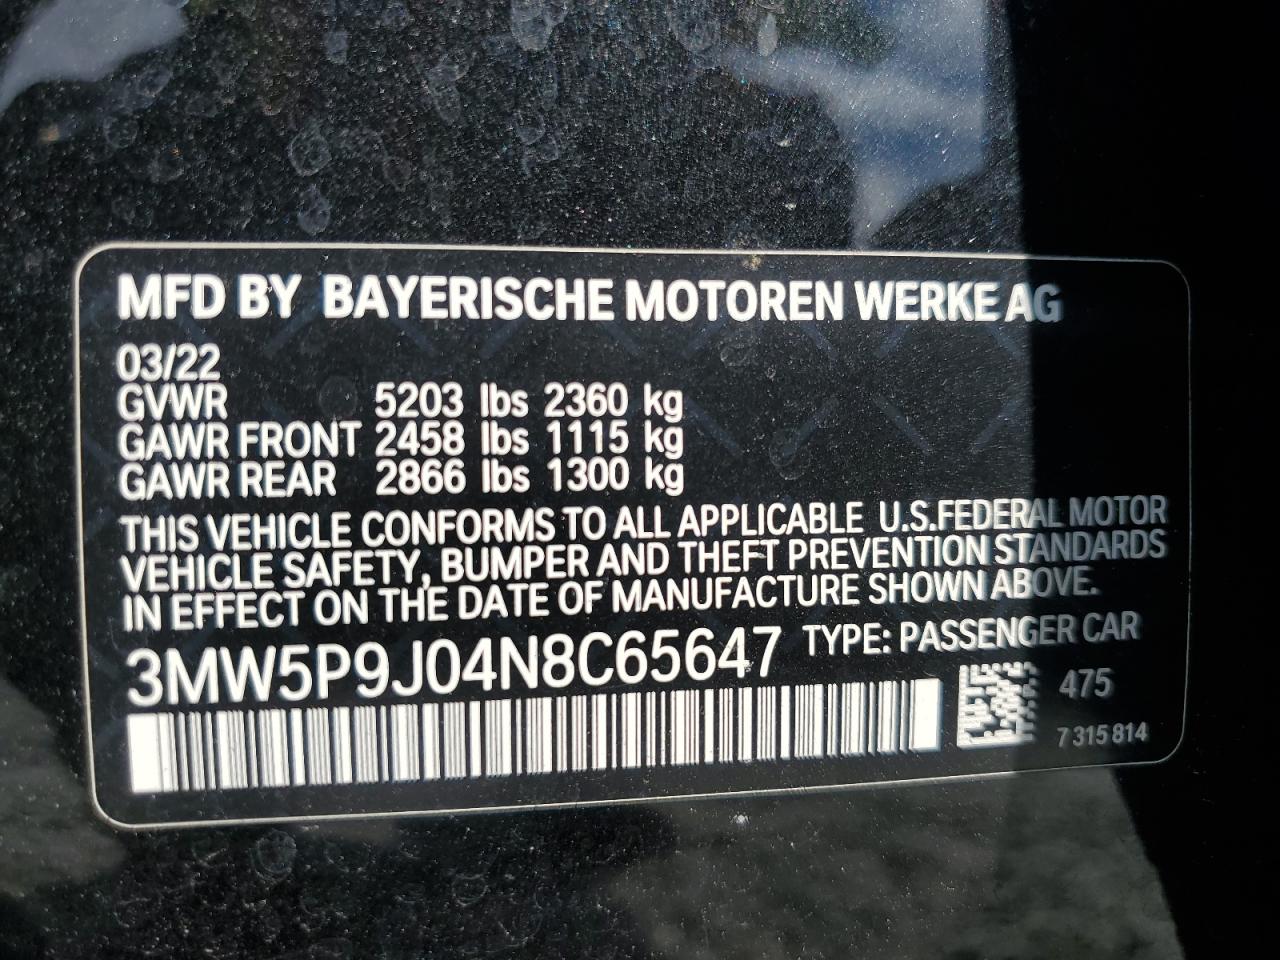 MFD BY BAYERISCHE MOTOREN WERKE AG
03/22
GVWR 5203 lbs 2360 kg
GAWR FRONT 2458 lbs 1115 kg
GAWR REAR 2866 lbs 1300 kg
THIS VEHICLE CONFORMS TO ALL APPLICABLE U.S.FEDERAL MOTOR
VEHICLE SAFETY, BUMPER AND THEFT PREVENTION STANDARDS
IN EFFECT ON THE DATE OF MANUFACTURE SHOWN ABOVE.
3MW5P9J04N8C65647 TYPE: PASSENGER CAR
475
7 315 814